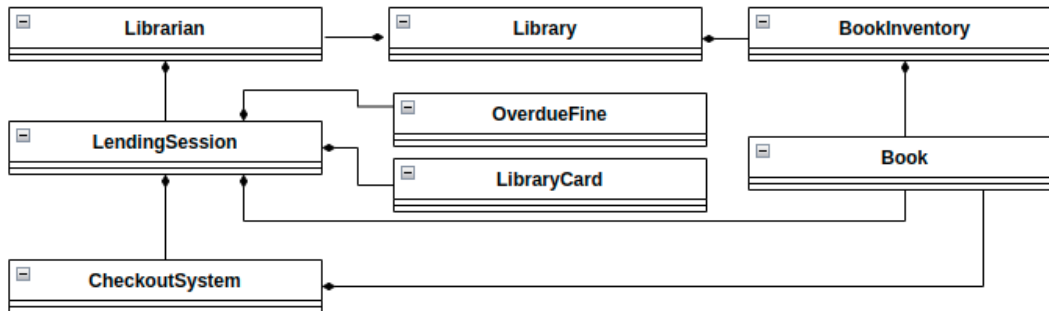 Librarian
Library
BookInventory
OverdueFine
LendingSession
Book
LibraryCard
CheckoutSystem